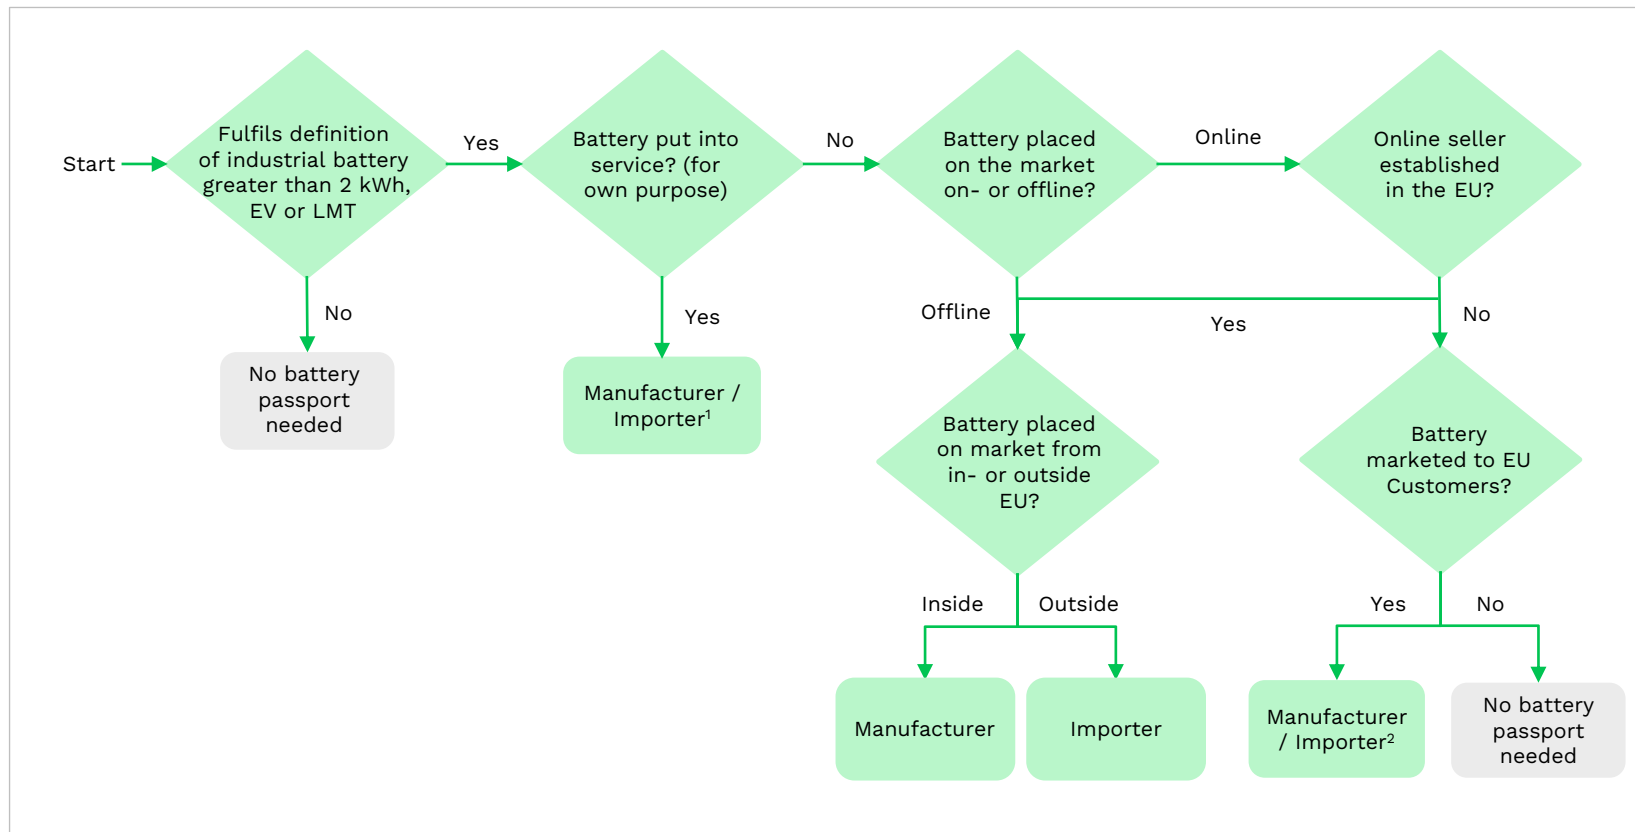 Start
Fulfils definition
of industrial battery
greater than 2 kWh,
EV or LMT
Yes
Battery put into
service? (for
own purpose)
No
Battery placed
on the market
on- or offline?
Online
Online seller
established
in the EU?
No
Yes
Offline
Yes
No
No battery
passport
needed
Manufacturer /
Importer¹
Battery placed
on market from
in- or outside
EU?
Battery
marketed to EU
Customers?
Inside
Outside
Yes
No
Manufacturer
Importer
Manufacturer
/ Importer²
No battery
passport
needed